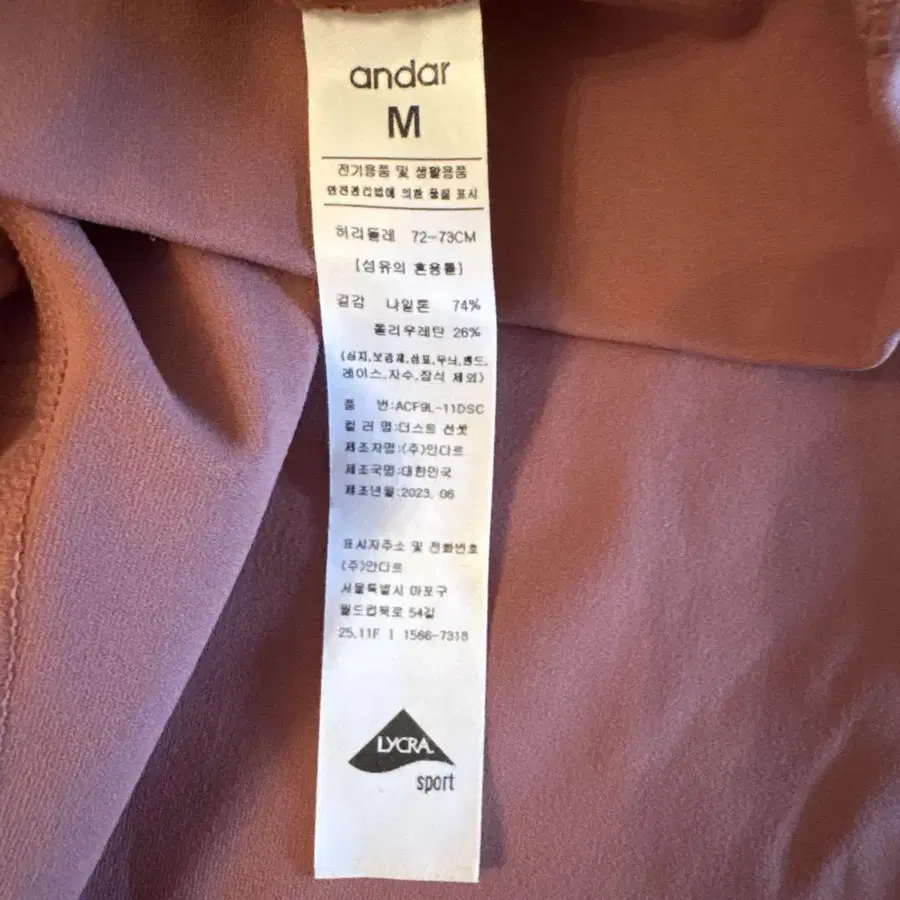 andar
M
전기용품 및 생활용품
안전관리법에 의한 품질 표시
허리둘레 72-73CM
[섬유의 혼용률]
겉감 나일론 74%
폴리우레탄 26%
(심지,보강재,심포,무늬,밴드,
레이스,자수,장식 제외)
품 번:ACF9L-11DSC
컬 러 명:더스트 선셋
제조자명:(주)안다르
제조국명:대한민국
제조년월:2023. 06
표시자주소 및 전화번호
(주)안다르
서울특별시 마포구
월드컵북로 54길
25,11F | 1566-7318
LYCRA
sport